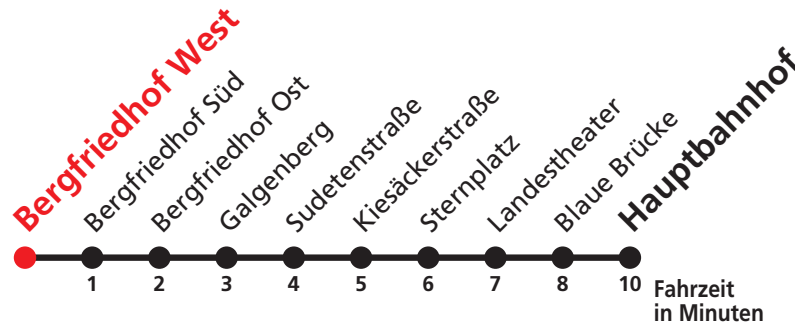 Bergfriedhof West
Bergfriedhof Süd
Bergfriedhof Ost
Galgenberg
Sudetenstraße
Kiesäckerstraße
Sternplatz
Landestheater
Blaue Brücke
Hauptbahnhof
1 2 3 4 5 6 7 8 10
Fahrzeit
in Minuten